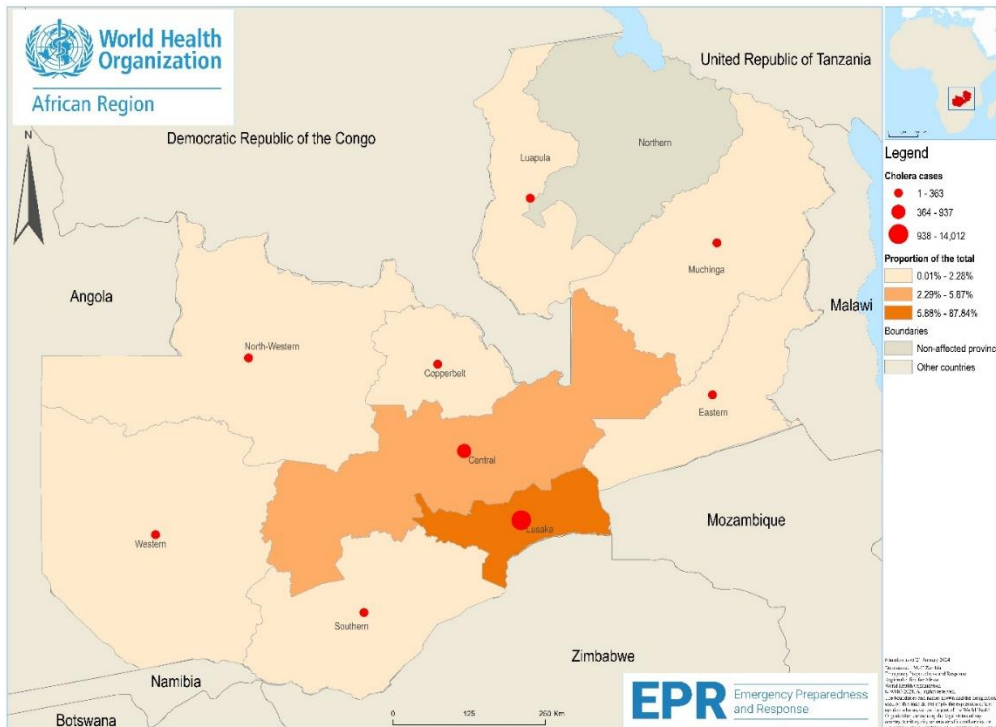 World Health
Organization
African Region
N
Democratic Republic of the Congo
United Republic of Tanzania
Angola
Malawi
Mozambique
Zimbabwe
Namibia
Botswana
Luapula
Northern
Muchinga
North-Western
Copperbelt
Eastern
Central
Lusaka
Western
Southern
0 125 250 Km
EPR
Emergency Preparedness
and Response
Legend
Cholera cases
1 - 363
364 - 937
938 - 14,012
Proportion of the total
0.01% - 2.28%
2.29% - 5.87%
5.88% - 87.84%
Boundaries
Non-affected provinc
Other countries